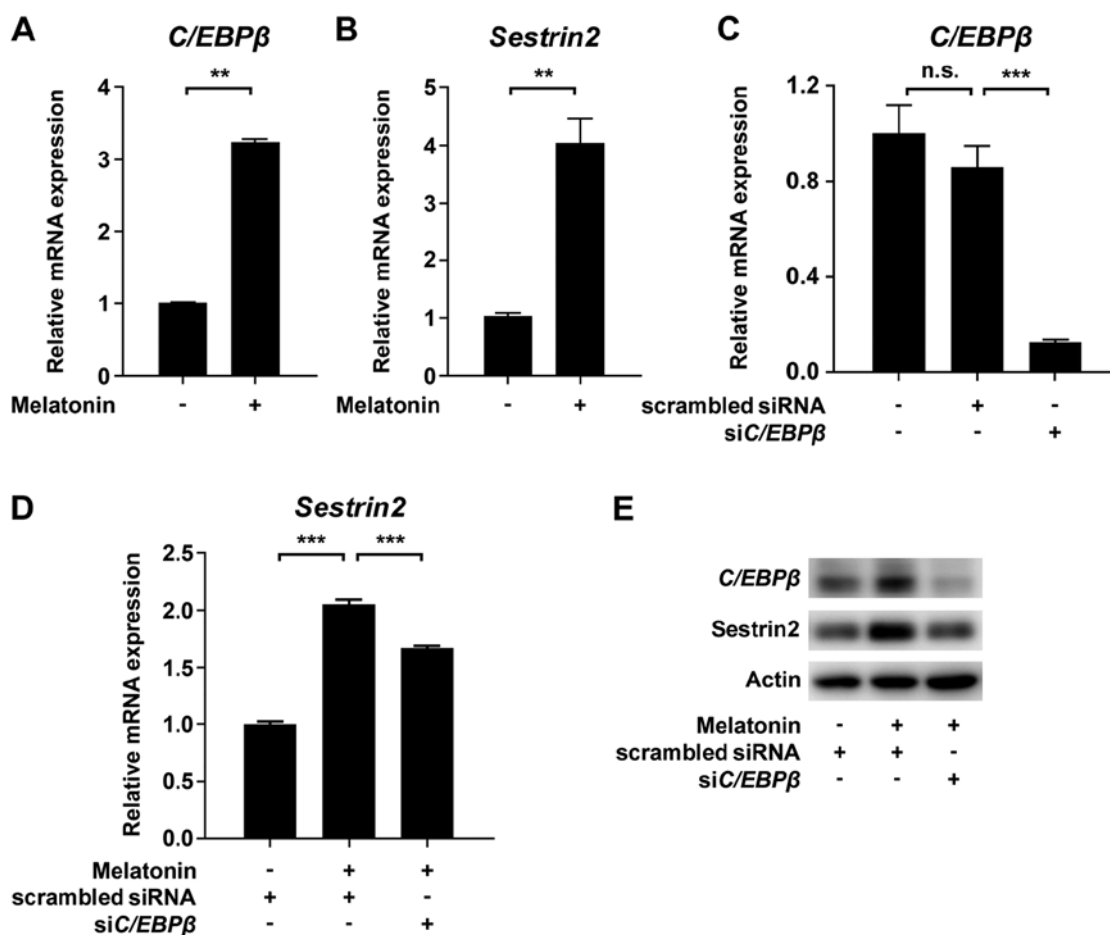 A
C/EBPβ
**
Relative mRNA expression
4
3
2
1
0
Melatonin
- +
B
Sestrin2
**
Relative mRNA expression
5
4
3
2
1
0
Melatonin
- +
C
C/EBPβ
n.s. ***
Relative mRNA expression
1.2
0.8
0.4
0.0
scrambled siRNA - + -
siC/EBPβ - - +
D
Sestrin2
*** ***
Relative mRNA expression
2.5
2.0
1.5
1.0
0.5
0.0
Melatonin - + +
scrambled siRNA + + -
siC/EBPβ - - +
E
C/EBPβ
Sestrin2
Actin
Melatonin - + +
scrambled siRNA + + -
siC/EBPβ - - +